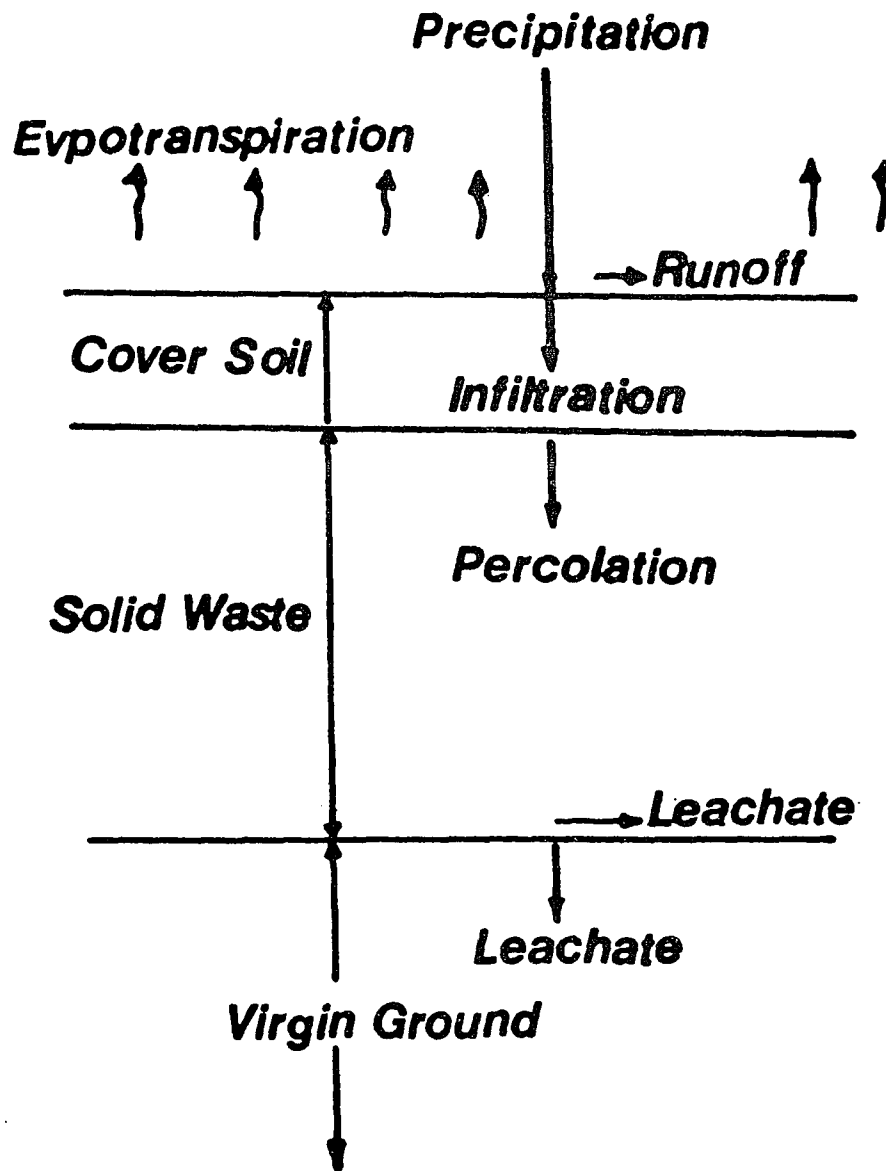 Precipitation
Evpotranspiration
Runoff
Cover Soil
Infiltration
Percolation
Solid Waste
Leachate
Leachate
Virgin Ground